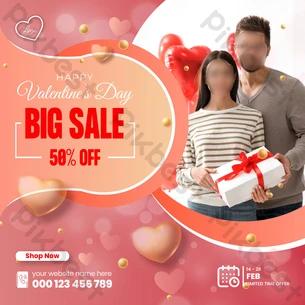 HAPPY
Valentine's Day
BIG SALE
50% OFF
Shop Now
your website name here
000 123 456 789
14 - 28
FEB
LIMITED TIME OFFER
Pikbest